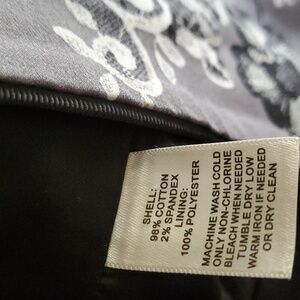 SHELL:
98% COTTON
2% SPANDEX
LINING:
100% POLYESTER
MACHINE WASH COLD
ONLY NON-CHLORINE
BLEACH WHEN NEEDED
TUMBLE DRY LOW
WARM IRON IF NEEDED
OR DRY CLEAN